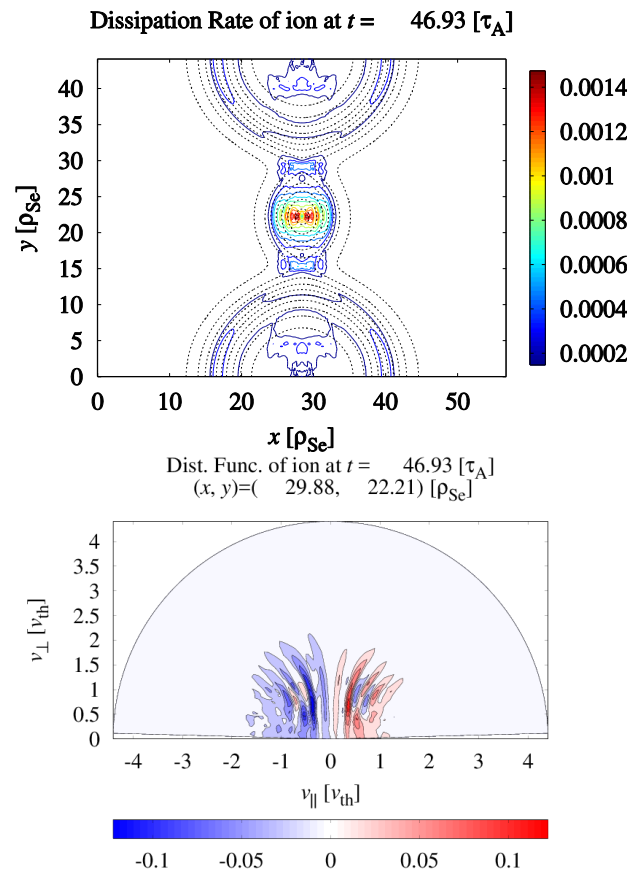 Dissipation Rate of ion at t = 46.93 [τA]
40
35
30
25
20
15
10
5
0
y [ρSe]
0 10 20 30 40 50
x [ρSe]
0.0014
0.0012
0.001
0.0008
0.0006
0.0004
0.0002
Dist. Func. of ion at t = 46.93 [τA]
(x, y)=( 29.88, 22.21) [ρSe]
4
3.5
3
2.5
2
1.5
1
0.5
0
v⊥ [vth]
-4 -3 -2 -1 0 1 2 3 4
v|| [vth]
-0.1 -0.05 0 0.05 0.1